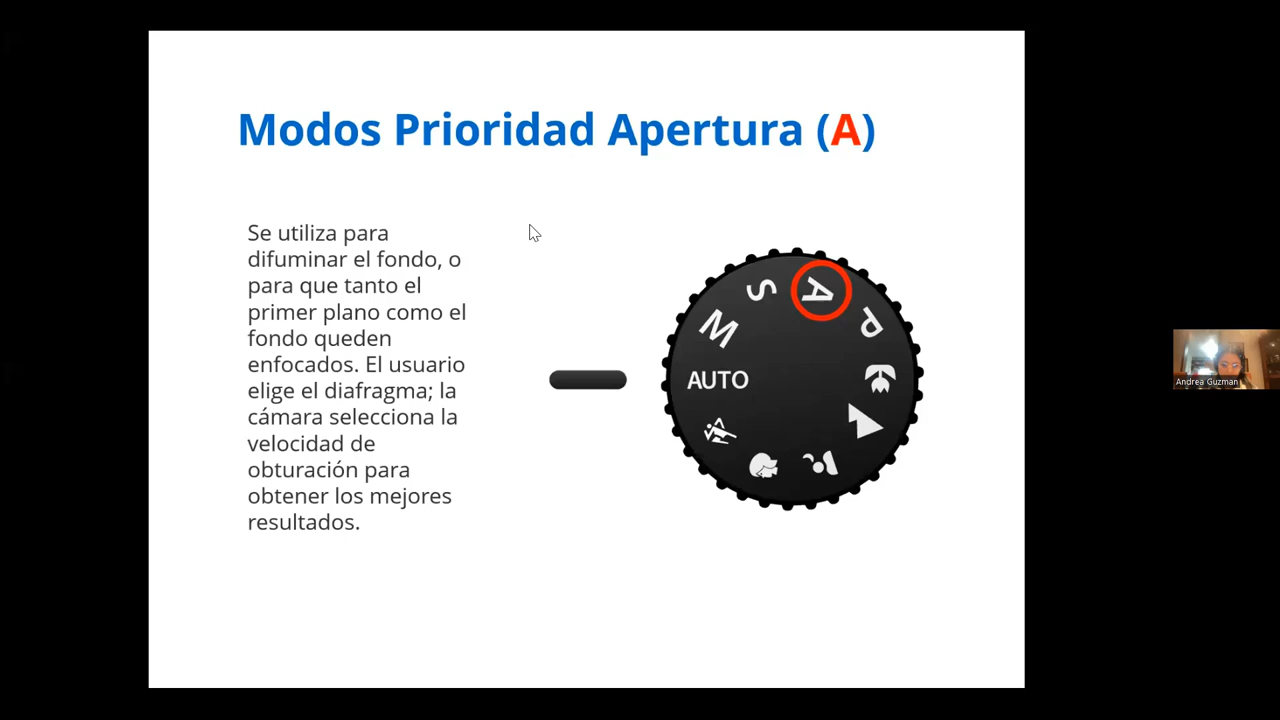 Modos Prioridad Apertura (A)
Se utiliza para
difuminar el fondo, o
para que tanto el
primer plano como el
fondo queden
enfocados. El usuario
elige el diafragma; la
cámara selecciona la
velocidad de
obturación para
obtener los mejores
resultados.
S
A
M
P
AUTO
Andrea Guzman